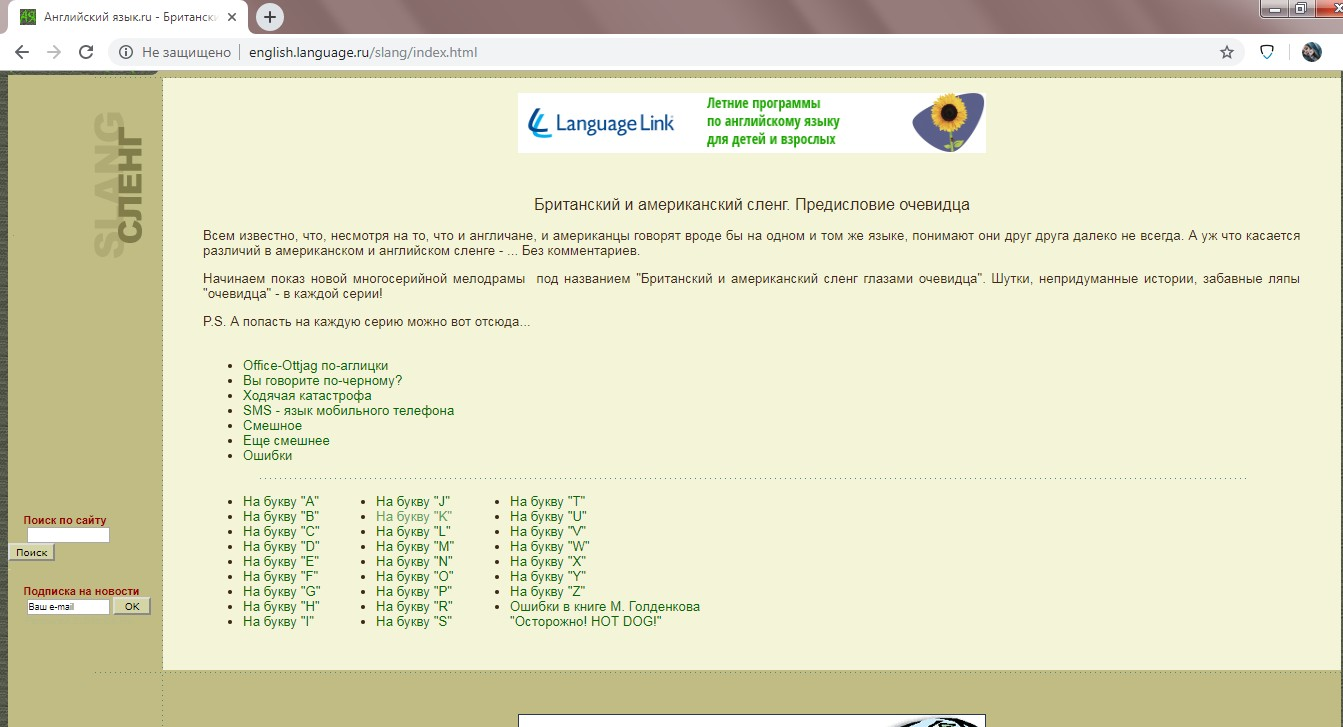 Английский язык.ru - Британски
Не защищено
english.language.ru/slang/index.html
SLANG
СЛЕНГ
Language Link
Летние программы
по английскому языку
для детей и взрослых
Британский и американский сленг. Предисловие очевидца
Всем известно, что, несмотря на то, что и англичане, и американцы говорят вроде бы на одном и том же языке, понимают они друг друга далеко не всегда. А уж что касается
различий в американском и английском сленге - ... Без комментариев.
Начинаем показ новой многосерийной мелодрамы под названием "Британский и американский сленг глазами очевидца". Шутки, непридуманные истории, забавные ляпы
"очевидца" - в каждой серии!
P.S. А попасть на каждую серию можно вот отсюда...
Office-Ottjag по-аглицки
Вы говорите по-черному?
Ходячая катастрофа
SMS - язык мобильного телефона
Смешное
Еще смешнее
Ошибки
На букву "A"
На букву "B"
На букву "C"
На букву "D"
На букву "E"
На букву "F"
На букву "G"
На букву "H"
На букву "I"
На букву "J"
На букву "K"
На букву "L"
На букву "M"
На букву "N"
На букву "O"
На букву "P"
На букву "R"
На букву "S"
На букву "T"
На букву "U"
На букву "V"
На букву "W"
На букву "X"
На букву "Y"
На букву "Z"
Ошибки в книге М. Голденкова
"Осторожно! HOT DOG!"
Поиск по сайту
Поиск
Подписка на новости
Ваш e-mail
OK